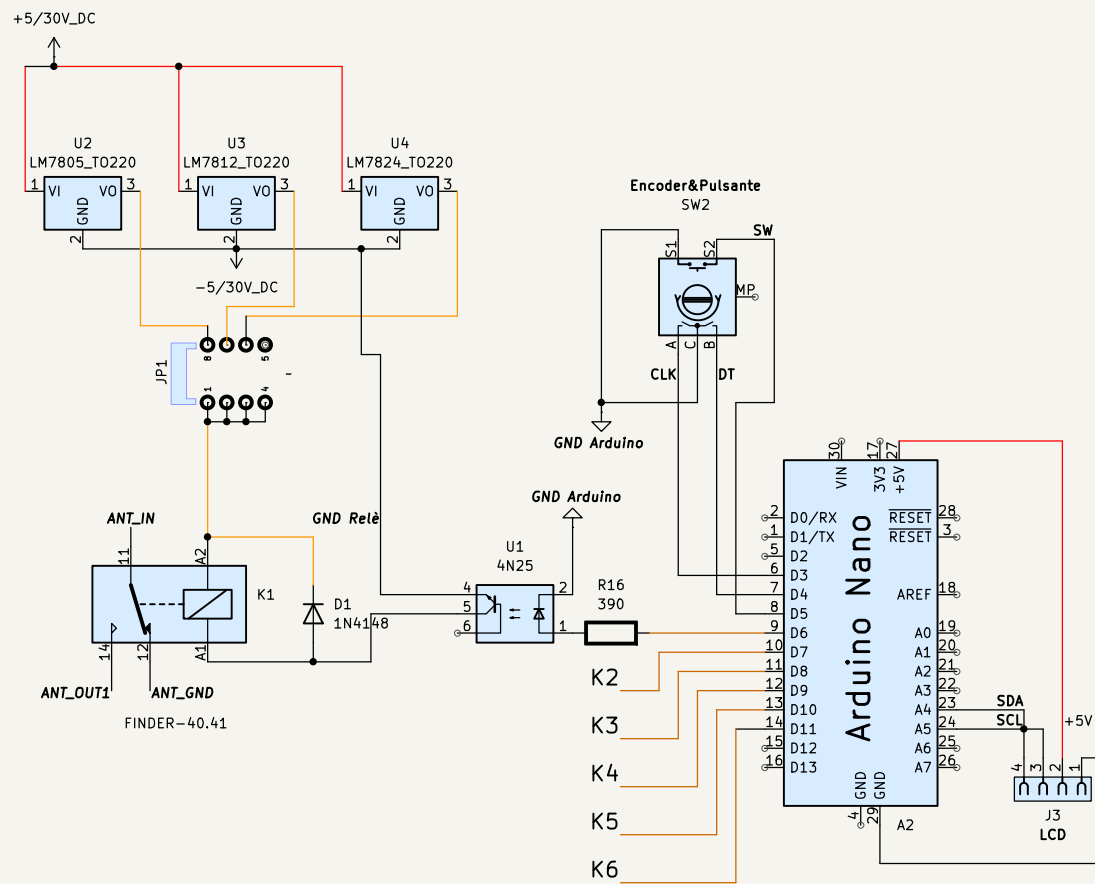 +5/30V_DC
U2
LM7805_TO220
U3
LM7812_TO220
U4
LM7824_TO220
1 VI VO 3
GND
2
1 VI VO 3
GND
2
1 VI VO 3
GND
2
-5/30V_DC
JP1
8
5
1
4
~
Encoder&Pulsante
SW2
S1
S2
SW
MP
A
C
B
CLK
DT
GND Arduino
GND Arduino
ANT_IN
GND Relè
11
A2
K1
14
12
A1
ANT_OUT1
ANT_GND
FINDER-40.41
D1
1N4148
U1
4N25
4
5
6
2
1
R16
390
K2
K3
K4
K5
K6
Arduino Nano
30
VIN
17
3V3
27
+5V
2 D0/RX
1 D1/TX
5 D2
6 D3
7 D4
8 D5
9 D6
10 D7
11 D8
12 D9
13 D10
14 D11
15 D12
16 D13
RESET 28
RESET 3
AREF 18
A0 19
A1 20
A2 21
A3 22
A4 23
A5 24
A6 25
A7 26
GND
4
GND
29
A2
SDA
SCL
+5V
4
3
2
1
J3
LCD